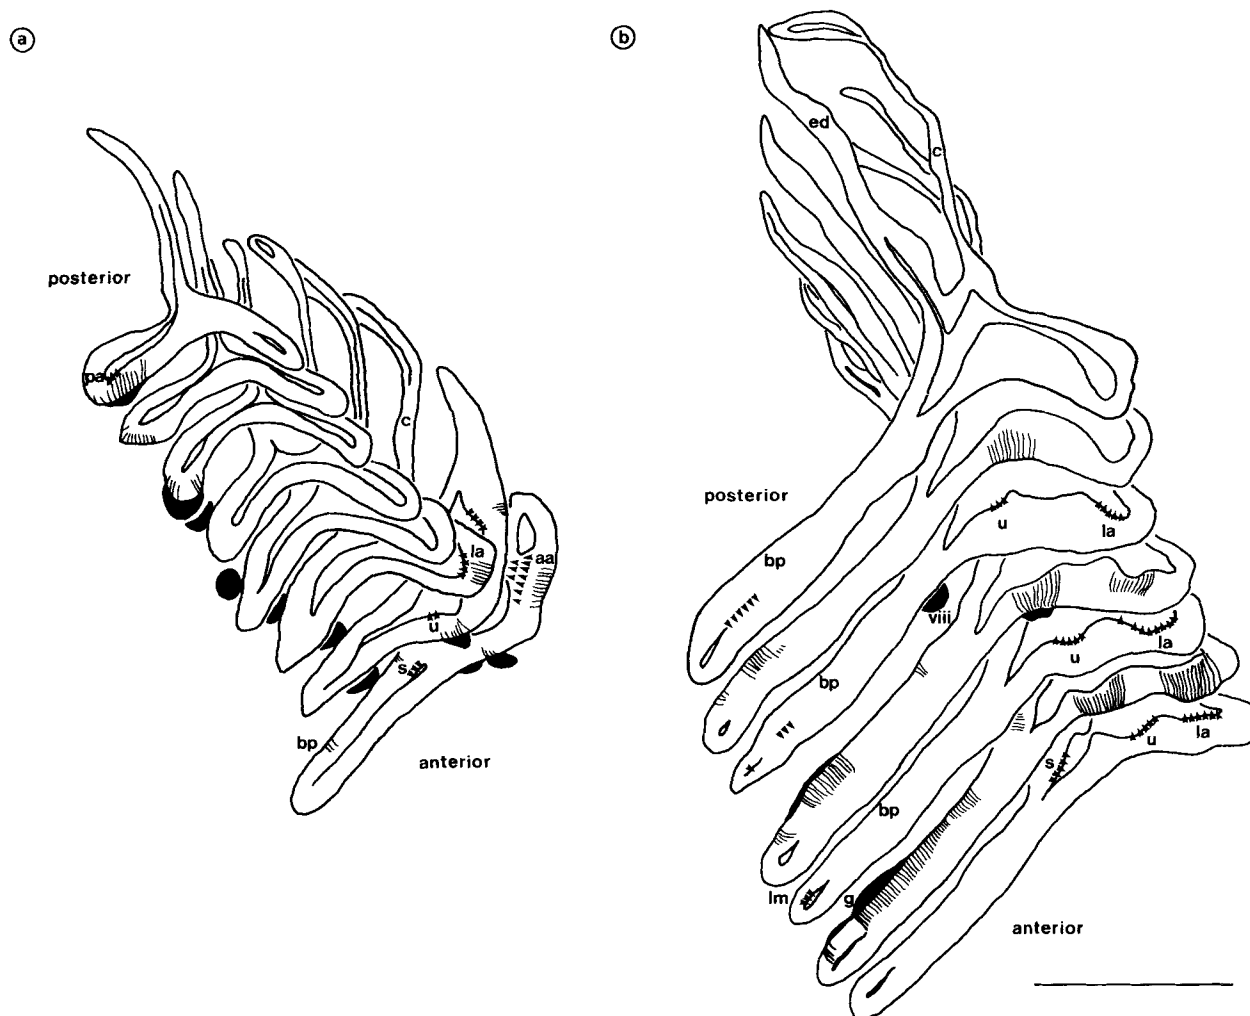 a
b
ed
c
posterior
pa
c
posterior
la
aa
u
s
bp
anterior
u
la
bp
viii
u
la
bp
bp
u
la
s
lm
g
anterior